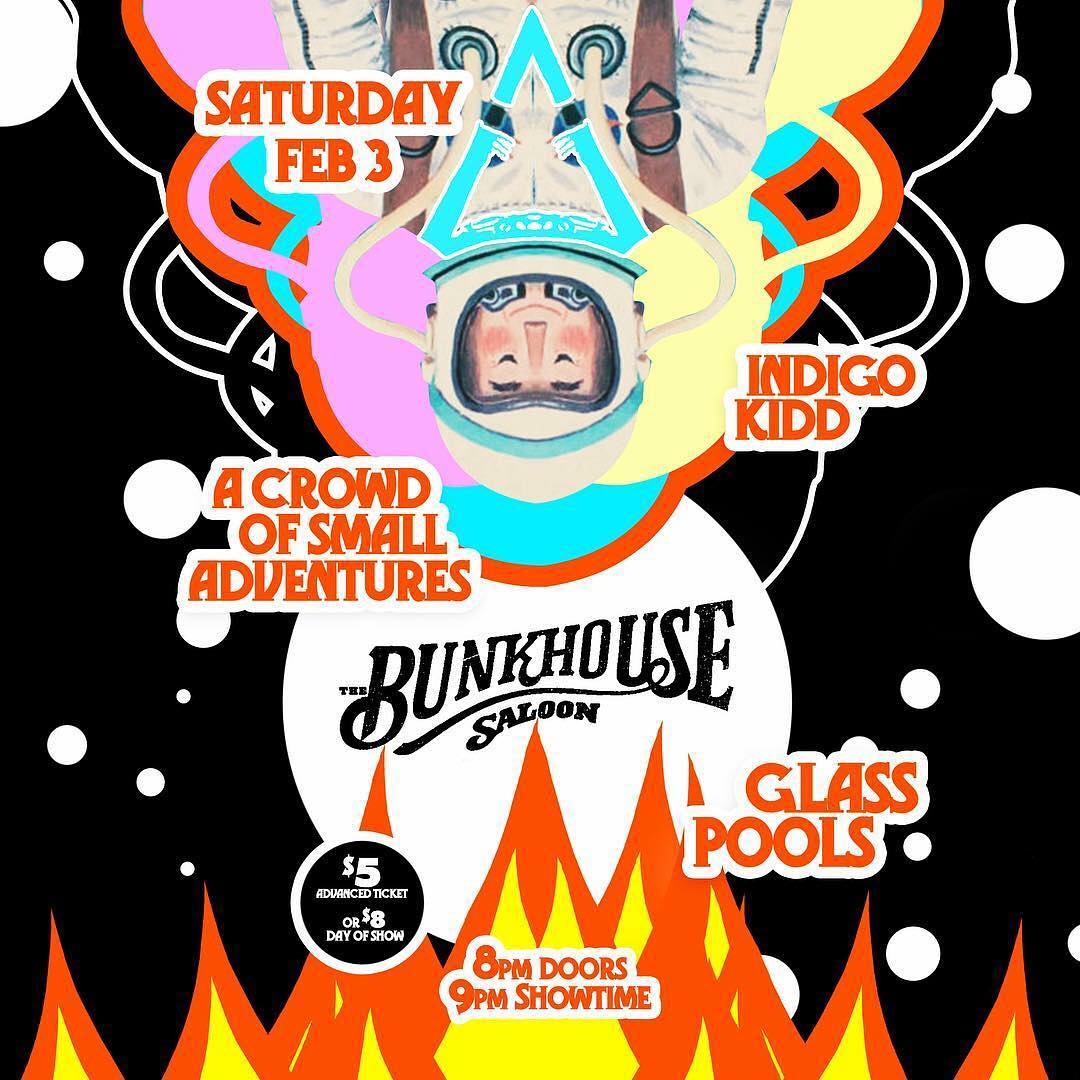 SATURDAY
FEB 3
INDIGO
KIDD
A CROWD
OF SMALL
ADVENTURES
THE BUNKHOUSE
SALOON
GLASS
POOLS
$5
ADVANCED TICKET
OR $8
DAY OF SHOW
8PM DOORS
9PM SHOWTIME